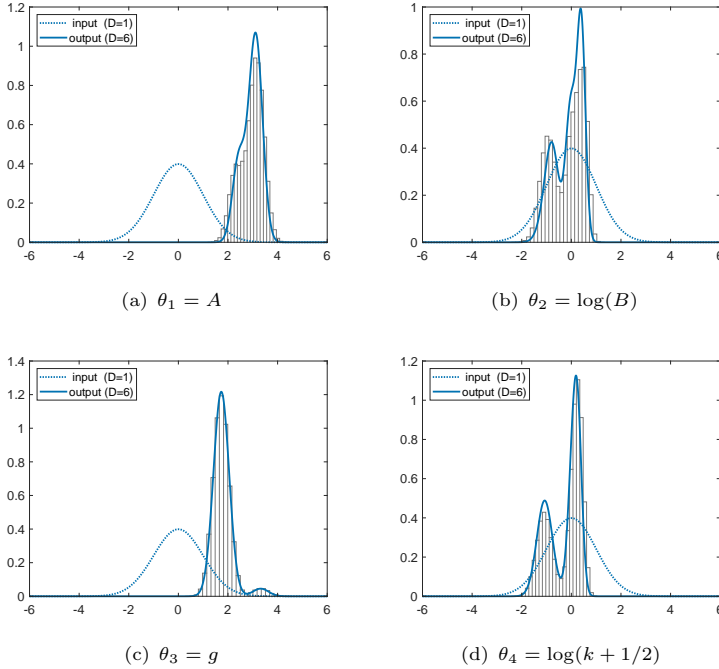 1.2
1
0.8
0.6
0.4
0.2
0
-6 -4 -2 0 2 4 6
input (D=1)
output (D=6)
(a) θ₁ = A
1
0.8
0.6
0.4
0.2
0
-6 -4 -2 0 2 4 6
input (D=1)
output (D=6)
(b) θ₂ = log(B)
1.4
1.2
1
0.8
0.6
0.4
0.2
0
-6 -4 -2 0 2 4 6
input (D=1)
output (D=6)
(c) θ₃ = g
1.2
1
0.8
0.6
0.4
0.2
0
-6 -4 -2 0 2 4 6
input (D=1)
output (D=6)
(d) θ₄ = log(k + 1/2)